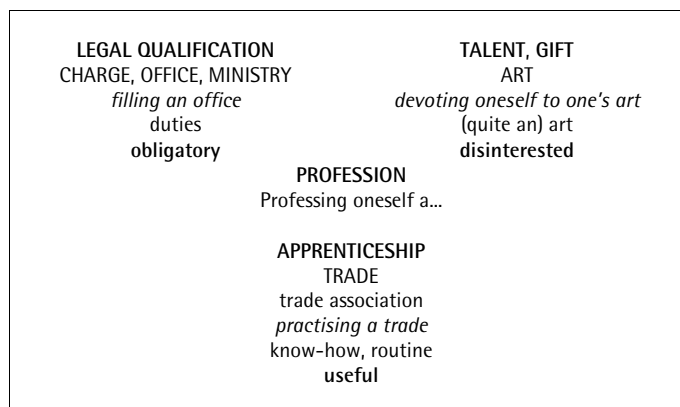 LEGAL QUALIFICATION
CHARGE, OFFICE, MINISTRY
filling an office
duties
obligatory
TALENT, GIFT
ART
devoting oneself to one's art
(quite an) art
disinterested
PROFESSION
Professing oneself a...
APPRENTICESHIP
TRADE
trade association
practising a trade
know-how, routine
useful